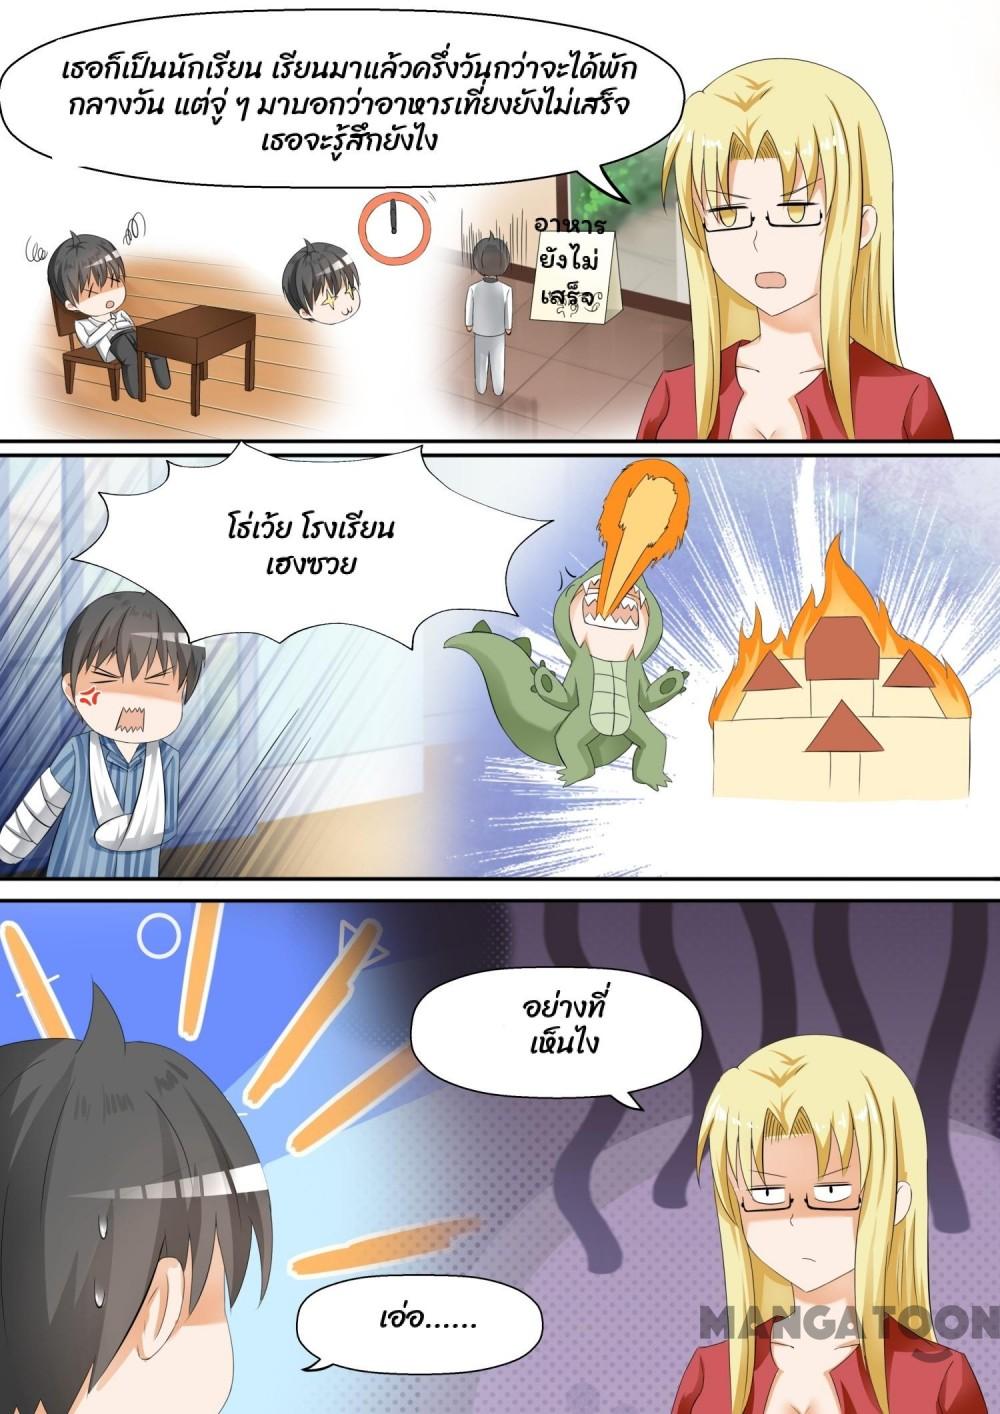 เธอก็เป็นนักเรียน เรียนมาแล้วครึ่งวันกว่าจะได้พัก
กลางวัน แต่จู่ ๆ มาบอกว่าอาหารเที่ยงยังไม่เสร็จ
เธอจะรู้สึกยังไง
อาหาร
ยังไม่
เสร็จ
โธ่เว้ย โรงเรียน
เฮงซวย
อย่างที่
เห็นไง
เอ่อ......
MANGATOON